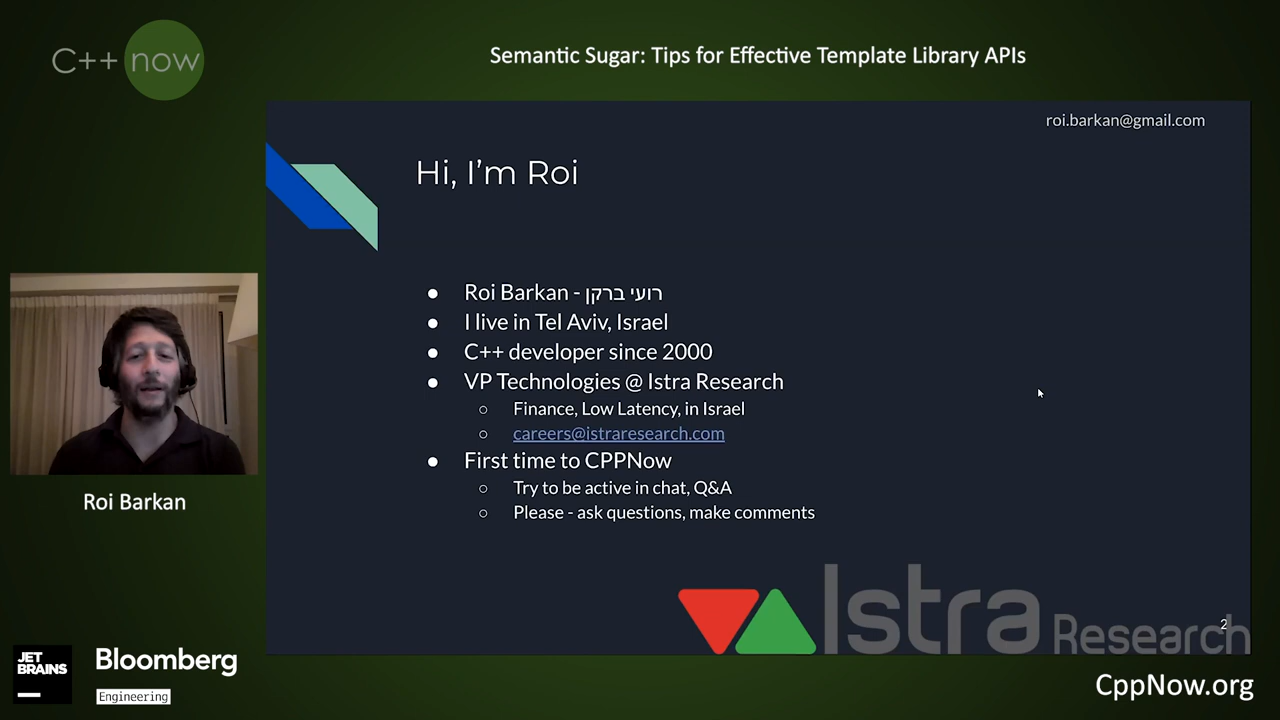 C++ now
Semantic Sugar: Tips for Effective Template Library APIs
roi.barkan@gmail.com
Hi, I'm Roi
● Roi Barkan - רועי ברקן
● I live in Tel Aviv, Israel
● C++ developer since 2000
● VP Technologies @ Istra Research
○ Finance, Low Latency, in Israel
○ careers@istraresearch.com
● First time to CPPNow
○ Try to be active in chat, Q&A
○ Please - ask questions, make comments
Roi Barkan
Istra Research
2
JET
BRAINS
Bloomberg
Engineering
CppNow.org